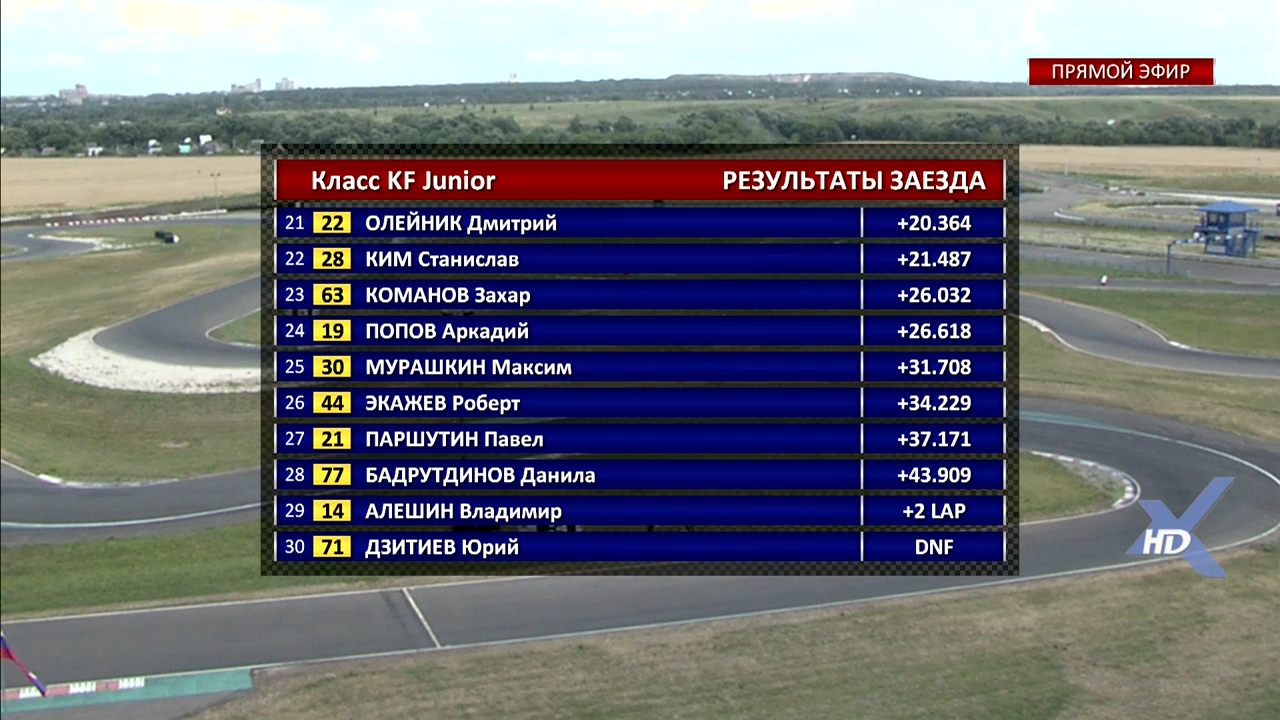 ПРЯМОЙ ЭФИР
Класс KF Junior РЕЗУЛЬТАТЫ ЗАЕЗДА
21 22 ОЛЕЙНИК Дмитрий +20.364
22 28 КИМ Станислав +21.487
23 63 КОМАНОВ Захар +26.032
24 19 ПОПОВ Аркадий +26.618
25 30 МУРАШКИН Максим +31.708
26 44 ЭКАЖЕВ Роберт +34.229
27 21 ПАРШУТИН Павел +37.171
28 77 БАДРУТДИНОВ Данила +43.909
29 14 АЛЕШИН Владимир +2 LAP
30 71 ДЗИТИЕВ Юрий DNF
X HD